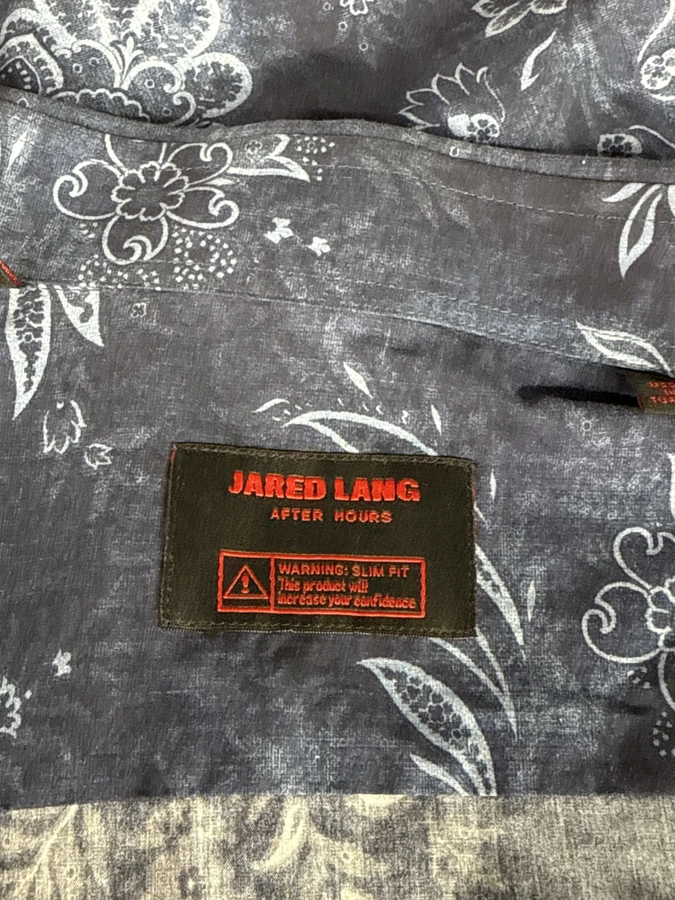 JARED LANG
AFTER HOURS
WARNING: SLIM FIT
This product will
increase your confidence